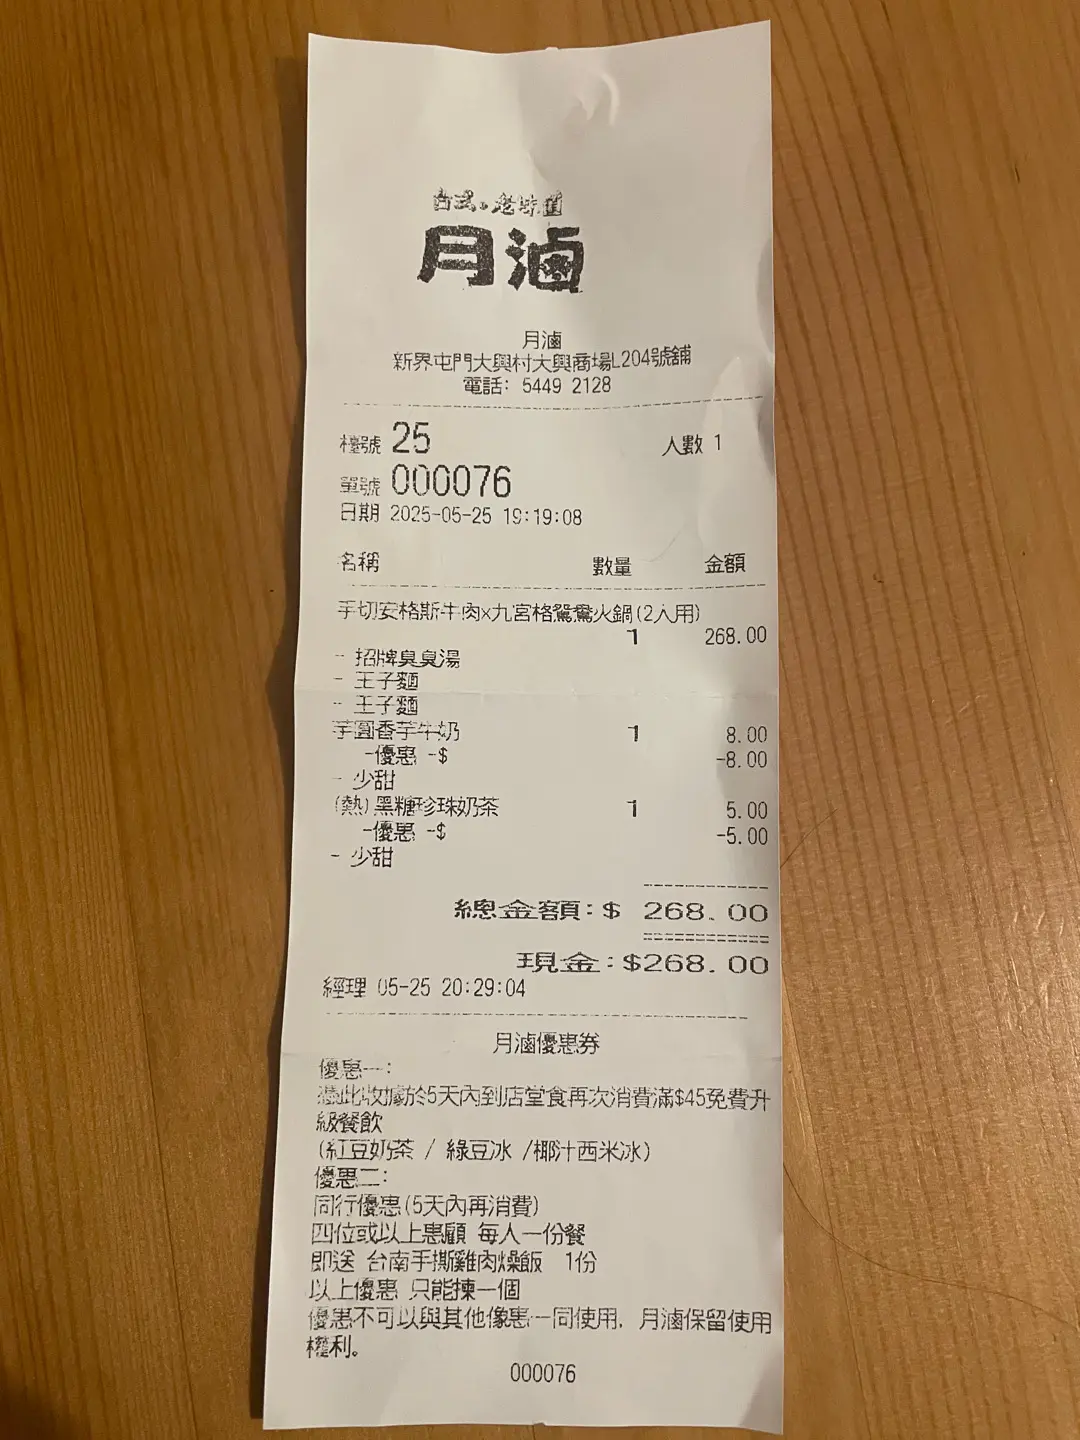 台式·老味道
月滷
月滷
新界屯門大興村大興商場L204號舖
電話: 5449 2128
檯號 25 人數 1
單號 000076
日期 2025-05-25 19:19:08
名稱 數量 金額
手切安格斯牛肉x九宮格鴛鴦火鍋(2人用)
1 268.00
- 招牌臭臭湯
- 王子麵
- 王子麵
芋圓香芋牛奶 1 8.00
-優惠 -$ -8.00
- 少甜
(熱)黑糖珍珠奶茶 1 5.00
-優惠 -$ -5.00
- 少甜
總金額:$ 268.00
現金:$268.00
經理 05-25 20:29:04
月滷優惠券
優惠一:
憑此收據於5天內到店堂食再次消費滿$45免費升
級餐飲
(紅豆奶茶 / 綠豆冰 /椰汁西米冰)
優惠二:
同行優惠(5天內再消費)
四位或以上惠顧 每人一份餐
即送 台南手撕雞肉燥飯 1份
以上優惠 只能揀一個
優惠不可以與其他優惠一同使用, 月滷保留使用
權利。
000076